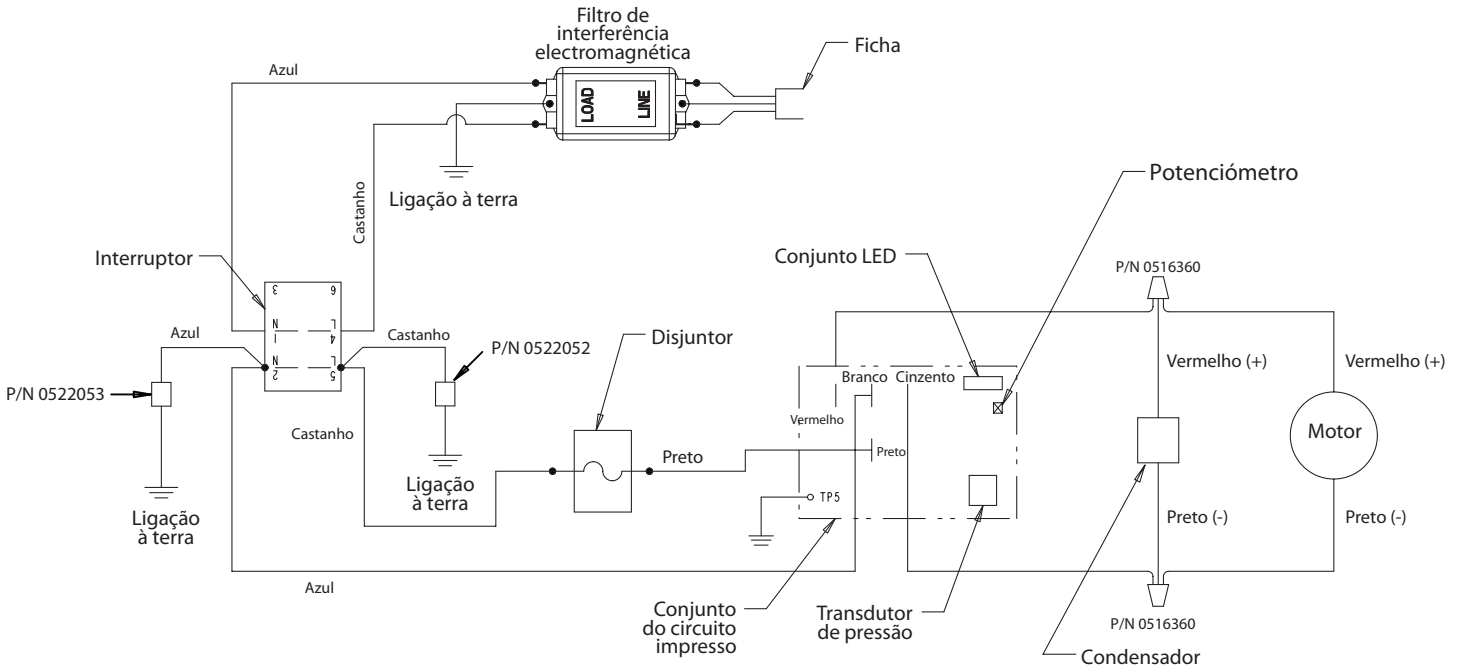 Filtro de
interferência
electromagnética
Ficha
Azul
LOAD
LINE
Ligação à terra
Castanho
Potenciómetro
Interruptor
Conjunto LED
P/N 0516360
3
6
N
1
L
4
N
2
L
5
Azul
Castanho
P/N 0522052
Disjuntor
P/N 0522053
Vermelho (+)
Vermelho (+)
Branco
Cinzento
Vermelho
Castanho
Preto
Preto
Motor
Ligação
à terra
Ligação
à terra
TP5
Preto (-)
Preto (-)
Azul
Conjunto
do circuito
impresso
Transdutor
de pressão
P/N 0516360
Condensador